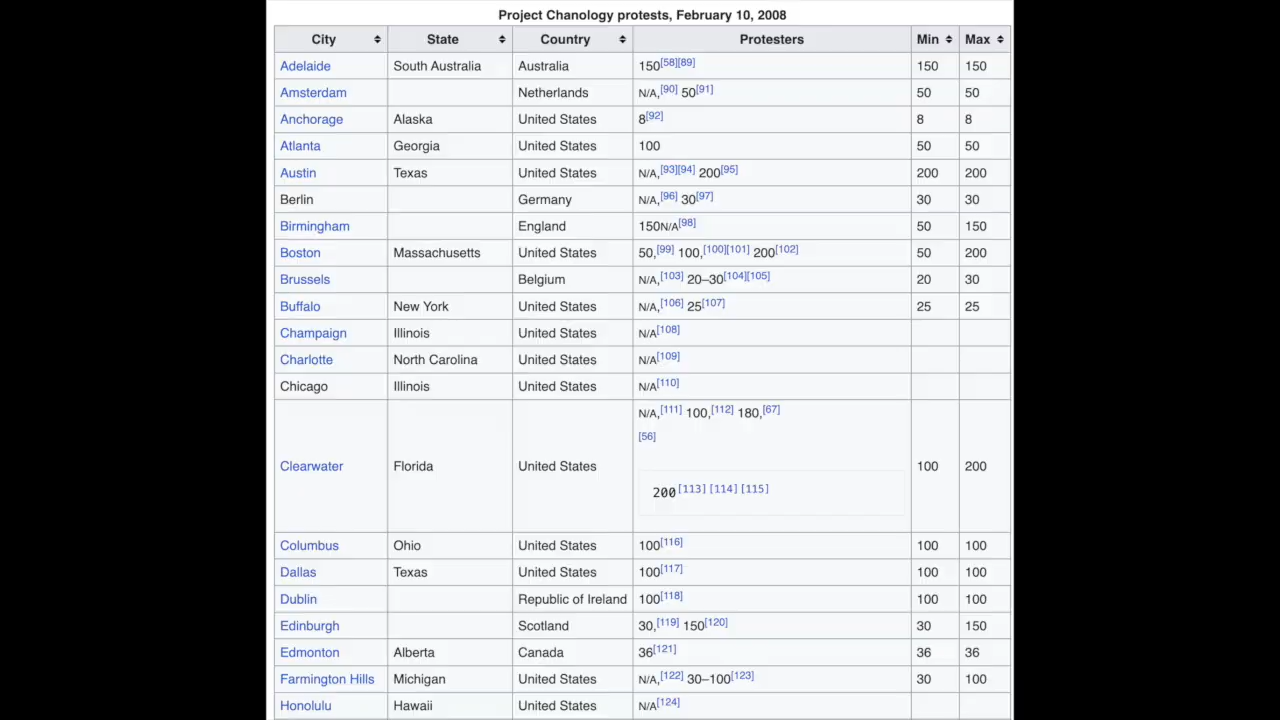 Project Chanology protests, February 10, 2008
City State Country Protesters Min Max
Adelaide South Australia Australia 150[58][89] 150 150
Amsterdam Netherlands N/A,[90] 50[91] 50 50
Anchorage Alaska United States 8[92] 8 8
Atlanta Georgia United States 100 50 50
Austin Texas United States N/A,[93][94] 200[95] 200 200
Berlin Germany N/A,[96] 30[97] 30 30
Birmingham England 150N/A[98] 50 150
Boston Massachusetts United States 50,[99] 100,[100][101] 200[102] 50 200
Brussels Belgium N/A,[103] 20–30[104][105] 20 30
Buffalo New York United States N/A,[106] 25[107] 25 25
Champaign Illinois United States N/A[108]
Charlotte North Carolina United States N/A[109]
Chicago Illinois United States N/A[110]
N/A,[111] 100,[112] 180,[67]
[56]
Clearwater Florida United States 100 200
200[113][114][115]
Columbus Ohio United States 100[116] 100 100
Dallas Texas United States 100[117] 100 100
Dublin Republic of Ireland 100[118] 100 100
Edinburgh Scotland 30,[119] 150[120] 30 150
Edmonton Alberta Canada 36[121] 36 36
Farmington Hills Michigan United States N/A,[122] 30–100[123] 30 100
Honolulu Hawaii United States N/A[124]